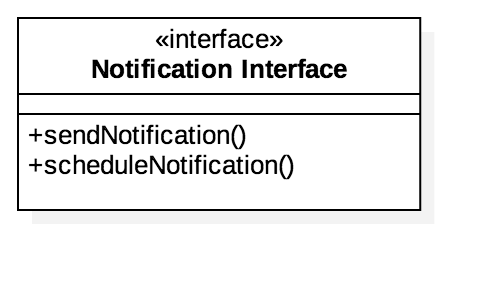 «interface»
Notification Interface
+sendNotification()
+scheduleNotification()